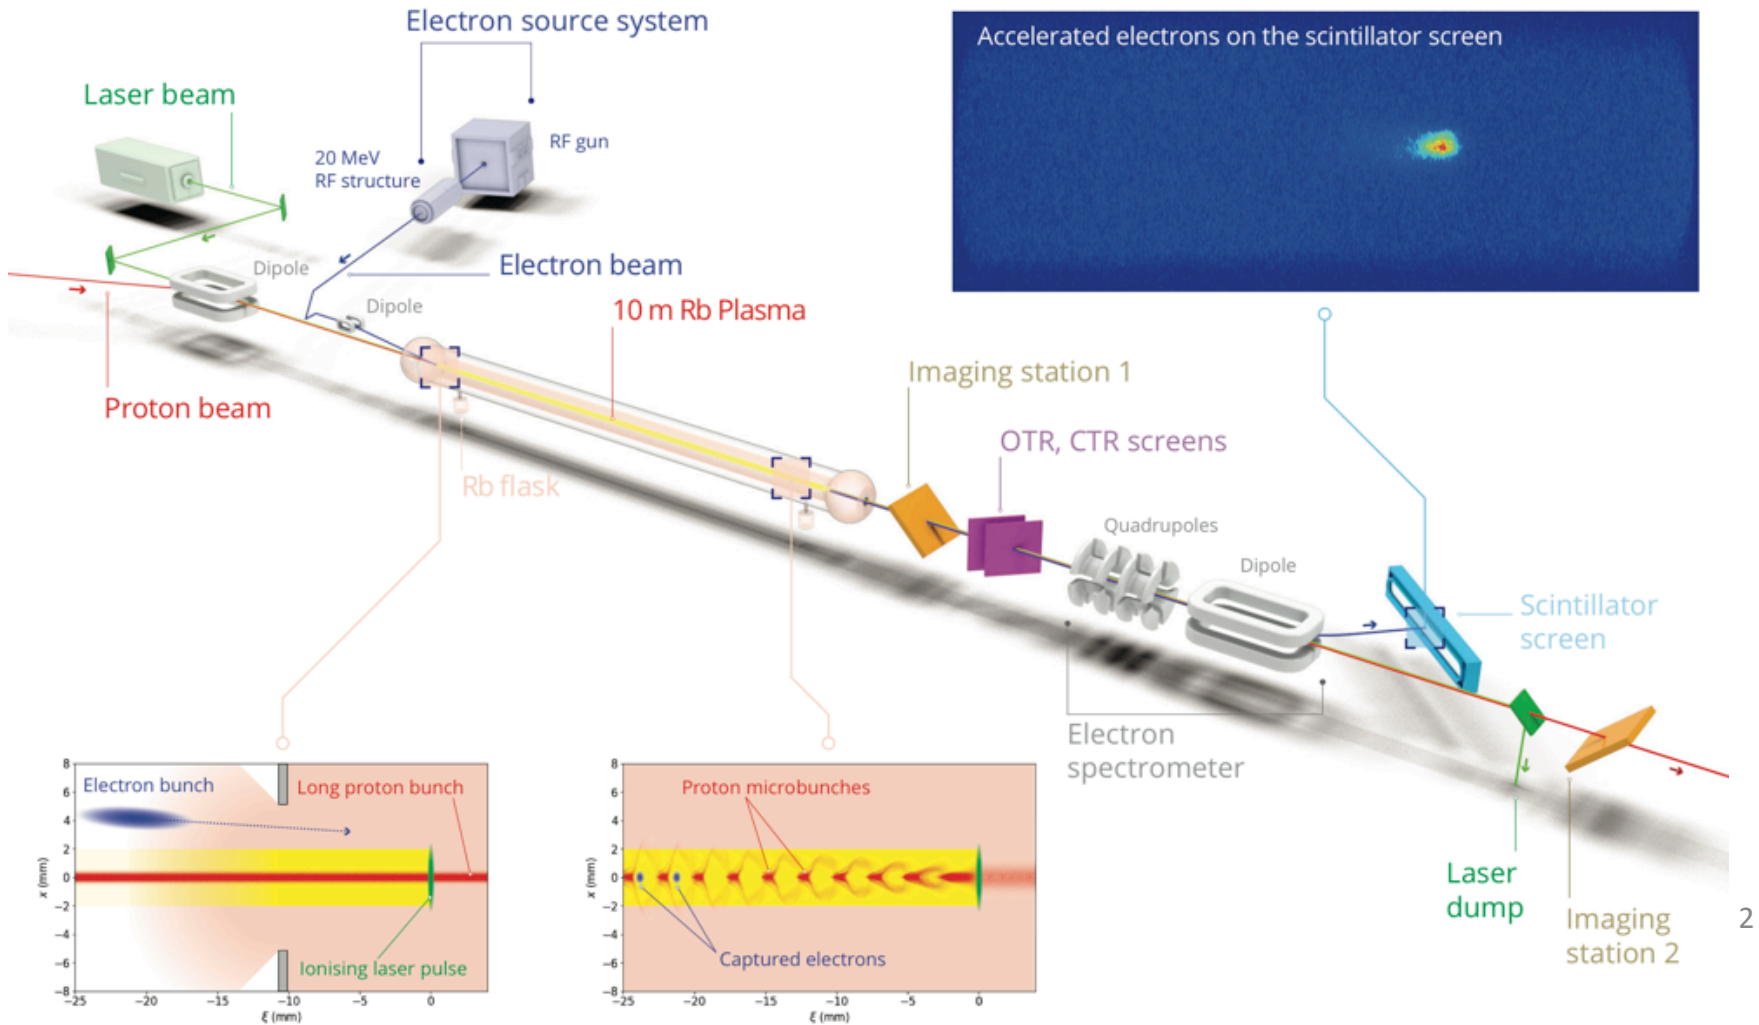 Electron source system
Laser beam
RF gun
20 MeV
RF structure
Accelerated electrons on the scintillator screen
Dipole
Electron beam
Dipole
10 m Rb Plasma
Proton beam
Rb flask
Imaging station 1
OTR, CTR screens
Quadrupoles
Dipole
Scintillator
screen
Electron
spectrometer
Laser
dump
Imaging
station 2
2
Electron bunch
Long proton bunch
Ionising laser pulse
8
6
4
2
0
−2
−4
−6
−8
x (mm)
−25 −20 −15 −10 −5 0
ξ (mm)
Proton microbunches
Captured electrons
8
6
4
2
0
−2
−4
−6
−8
x (mm)
−25 −20 −15 −10 −5 0
ξ (mm)